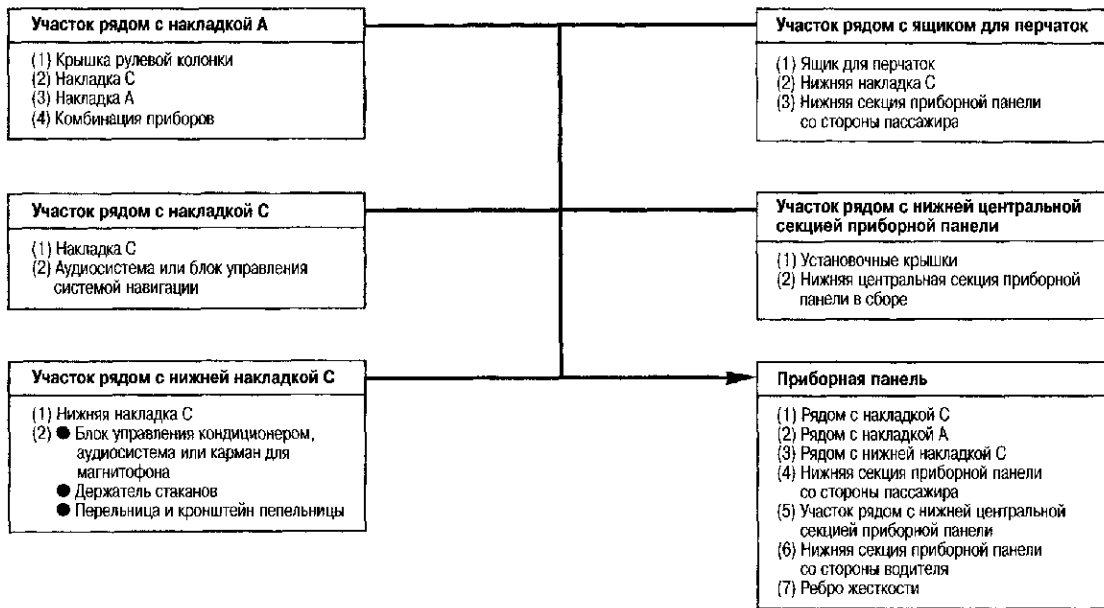 Участок рядом с накладкой А
(1) Крышка рулевой колонки
(2) Накладка С
(3) Накладка А
(4) Комбинация приборов
Участок рядом с ящиком для перчаток
(1) Ящик для перчаток
(2) Нижняя накладка С
(3) Нижняя секция приборной панели
со стороны пассажира
Участок рядом с накладкой С
(1) Накладка С
(2) Аудиосистема или блок управления
системой навигации
Участок рядом с нижней центральной
секцией приборной панели
(1) Установочные крышки
(2) Нижняя центральная секция приборной
панели в сборе
Участок рядом с нижней накладкой С
(1) Нижняя накладка С
(2) ● Блок управления кондиционером,
аудиосистема или карман для
магнитофона
● Держатель стаканов
● Перельница и кронштейн пепельницы
Приборная панель
(1) Рядом с накладкой С
(2) Рядом с накладкой А
(3) Рядом с нижней накладкой С
(4) Нижняя секция приборной панели
со стороны пассажира
(5) Участок рядом с нижней центральной
секцией приборной панели
(6) Нижняя секция приборной панели
со стороны водителя
(7) Ребро жесткости